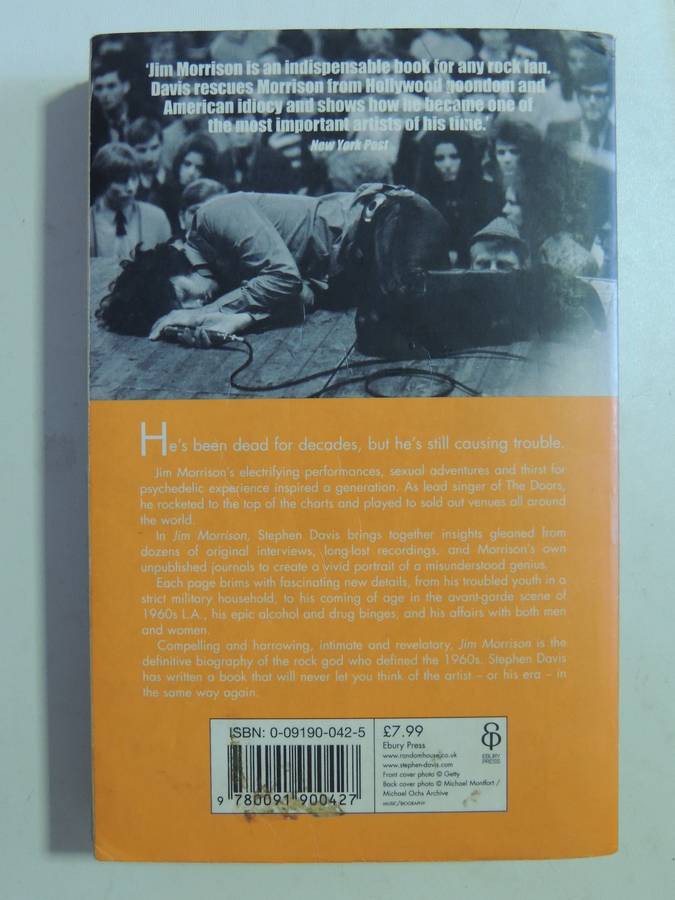 'Jim Morrison is an indispensable book for any rock fan.
Davis rescues Morrison from Hollywood goondom and
American idiocy and shows how he became one of
the most important artists of his time.'
New York Post
He's been dead for decades, but he's still causing trouble.
Jim Morrison's electrifying performances, sexual adventures and thirst for
psychedelic experience inspired a generation. As lead singer of The Doors,
he rocketed to the top of the charts and played to sold out venues all around
the world.
In Jim Morrison, Stephen Davis brings together insights gleaned from
dozens of original interviews, long-lost recordings, and Morrison's own
unpublished journals to create a vivid portrait of a misunderstood genius.
Each page brims with fascinating new details, from his troubled youth in a
strict military household, to his coming of age in the avant-garde scene of
1960s L.A., his epic alcohol and drug binges, and his affairs with both men
and women.
Compelling and harrowing, intimate and revelatory, Jim Morrison is the
definitive biography of the rock god who defined the 1960s. Stephen Davis
has written a book that will never let you think of the artist – or his era – in
the same way again.
ISBN: 0-09190-042-5
9 780091 900427
£7.99
Ebury Press
www.randomhouse.co.uk
www.stephen-davis.com
Front cover photo © Getty
Back cover photo © Michael Montfort /
Michael Ochs Archive
MUSIC/BIOGRAPHY
EBURY
PRESS